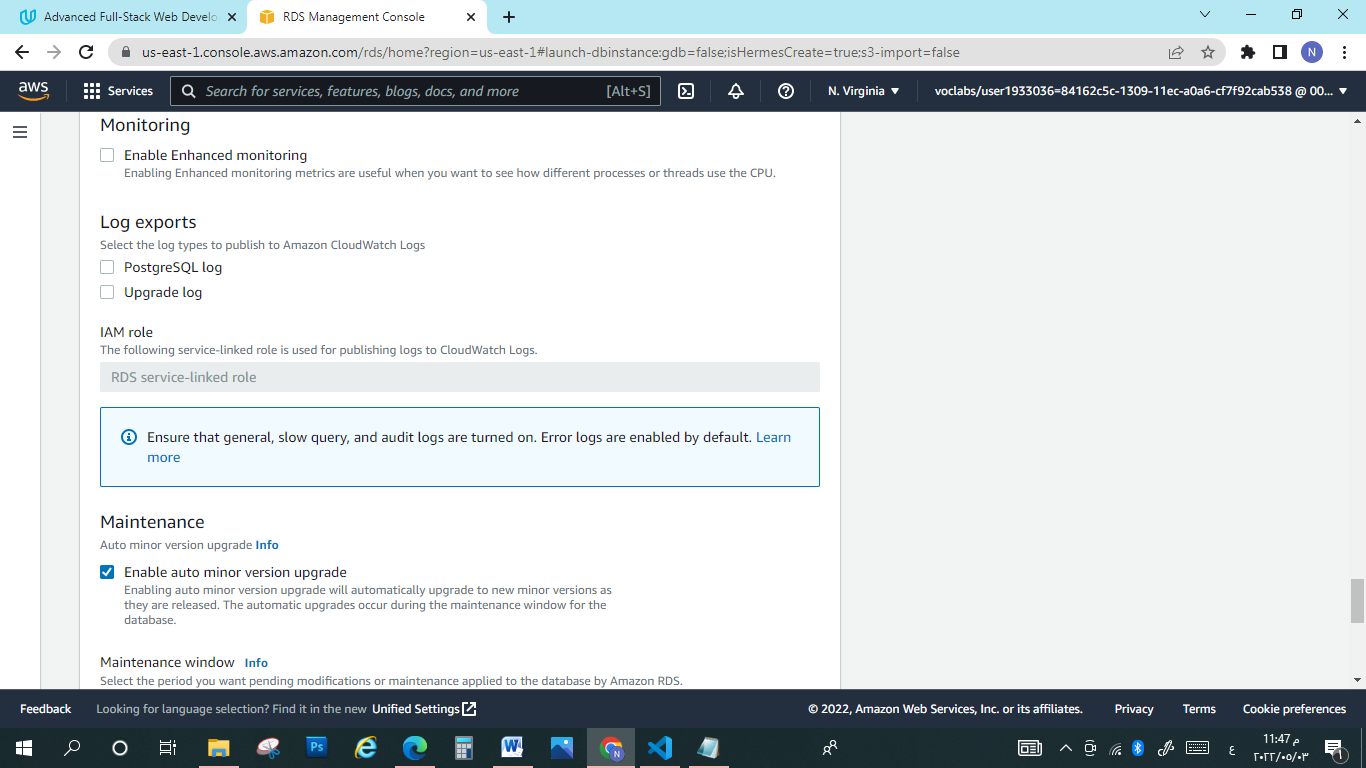 Advanced Full-Stack Web Develo
RDS Management Console
us-east-1.console.aws.amazon.com/rds/home?region=us-east-1#launch-dbinstance:gdb=false;isHermesCreate=true;s3-import=false
N
aws
Services
Search for services, features, blogs, docs, and more
[Alt+S]
N. Virginia
voclabs/user1933036=84162c5c-1309-11ec-a0a6-cf7f92cab538 @ 00...
Monitoring
Enable Enhanced monitoring
Enabling Enhanced monitoring metrics are useful when you want to see how different processes or threads use the CPU.
Log exports
Select the log types to publish to Amazon CloudWatch Logs
PostgreSQL log
Upgrade log
IAM role
The following service-linked role is used for publishing logs to CloudWatch Logs.
RDS service-linked role
Ensure that general, slow query, and audit logs are turned on. Error logs are enabled by default. Learn
more
Maintenance
Auto minor version upgrade Info
Enable auto minor version upgrade
Enabling auto minor version upgrade will automatically upgrade to new minor versions as
they are released. The automatic upgrades occur during the maintenance window for the
database.
Maintenance window Info
Select the period you want pending modifications or maintenance applied to the database by Amazon RDS.
Feedback
Looking for language selection? Find it in the new Unified Settings
© 2022, Amazon Web Services, Inc. or its affiliates.
Privacy
Terms
Cookie preferences
Ps
W
N
ع
11:47 م
٢٠٢٢/٠٥/٠٣
1